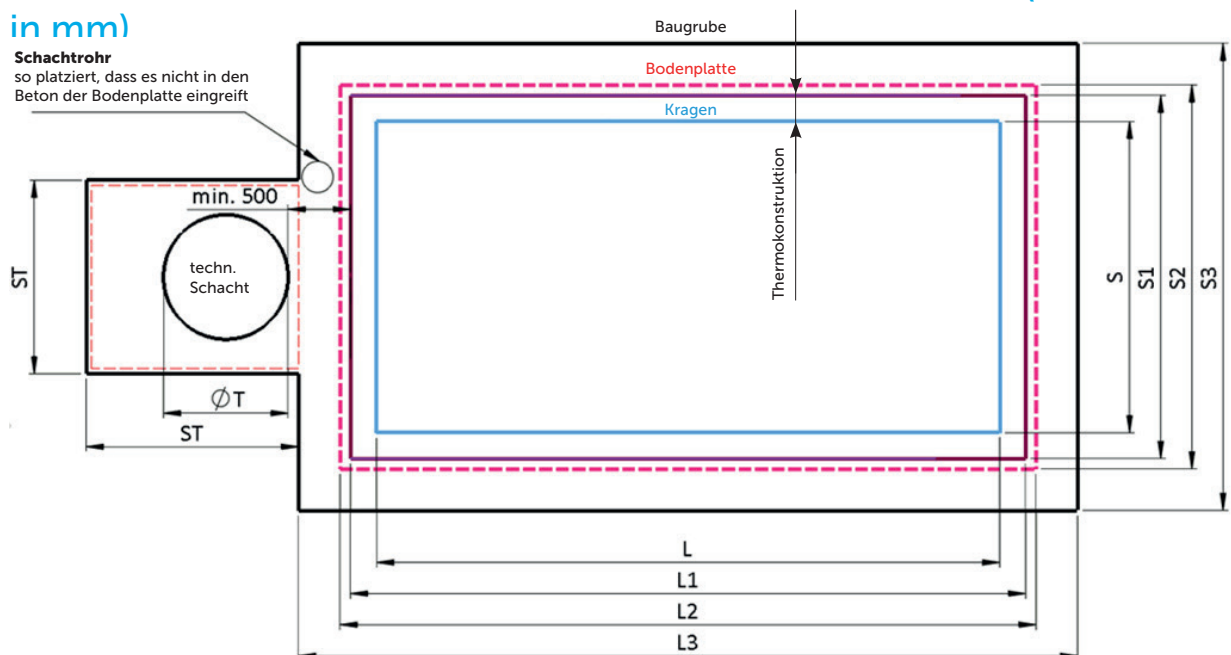 in mm)
Baugrube
Schachtrohr
so platziert, dass es nicht in den
Beton der Bodenplatte eingreift
Bodenplatte
Kragen
min. 500
techn.
Schacht
Thermokonstruktion
ST
S
S1
S2
S3
∅T
ST
L
L1
L2
L3